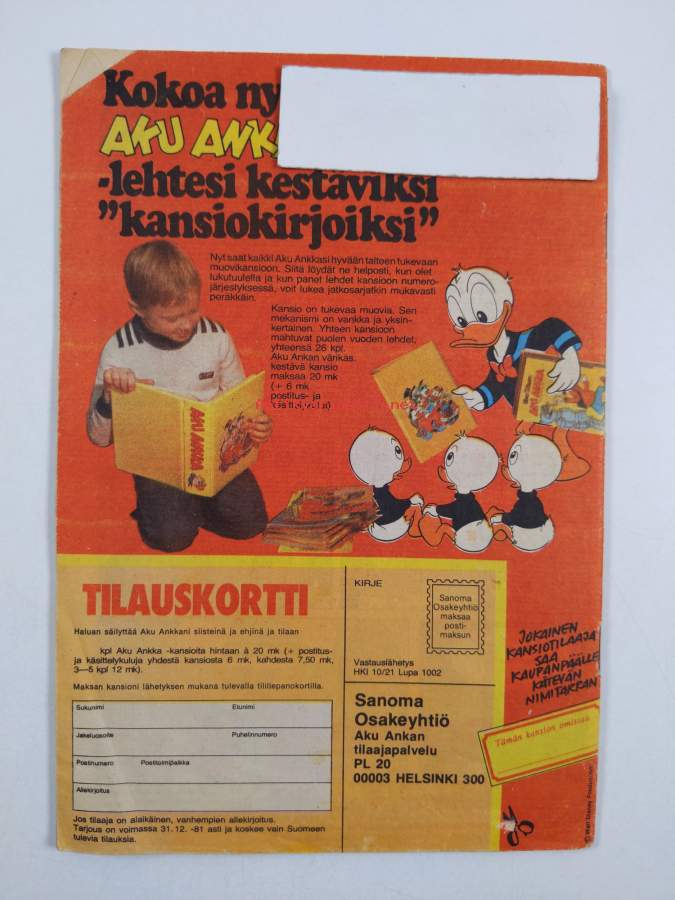 Kokoa ny
AKU ANK
-lehtesi kestäviksi
”kansiokirjoiksi”
Nyt saat kaikki Aku Ankkasi hyvään talteen tukevaan
muovikansioon. Siitä löydät ne helposti, kun olet
lukutuulella ja kun panet lehdet kansioon numero-
järjestyksessä, voit lukea jatkosarjatkin mukavasti
peräkkäin.
Kansio on tukevaa muovia. Sen
mekanismi on vankka ja yksin-
kertainen. Yhteen kansioon
mahtuvat puolen vuoden lehdet,
yhteensä 26 kpl.
Aku Ankan värikäs,
kestävä kansio
maksaa 20 mk
(+ 6 mk
postitus- ja
AKU ANKKA
AKU ANKKA
TILAUSKORTTI
Haluan säilyttää Aku Ankkani siisteinä ja ehjinä ja tilaan
kpl Aku Ankka -kansioita hintaan à 20 mk (+ postitus-
ja käsittelykuluja yhdestä kansiosta 6 mk, kahdesta 7,50 mk,
3—5 kpl 12 mk).
Maksan kansioni lähetyksen mukana tulevalla tilillepanokortilla.
Sukunimi Etunimi
Jakeluosoite Puhelinnumero
Postinumero Postitoimipaikka
Allekirjoitus
Jos tilaaja on alaikäinen, vanhempien allekirjoitus.
Tarjous on voimassa 31.12. -81 asti ja koskee vain Suomeen
tulevia tilauksia.
KIRJE
Sanoma
Osakeyhtiö
maksaa
posti-
maksun
Vastauslähetys
HKI 10/21 Lupa 1002
Sanoma
Osakeyhtiö
Aku Ankan
tilaajapalvelu
PL 20
00003 HELSINKI 300
JOKAINEN
KANSIOTILAAJA
SAA
KAUPANPÄÄLLE
KÄTEVÄN
NIMITARRAN!
Tämän kansion omistaa
© Walt Disney Productions